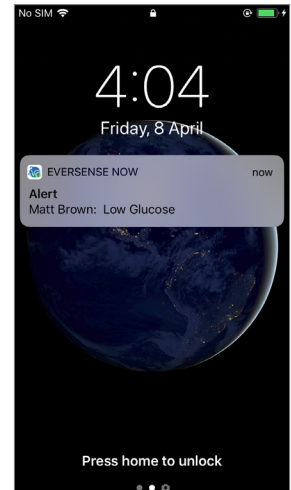 No SIM
4:04
Friday, 8 April
EVERSENSE NOW now
Alert
Matt Brown: Low Glucose
Press home to unlock